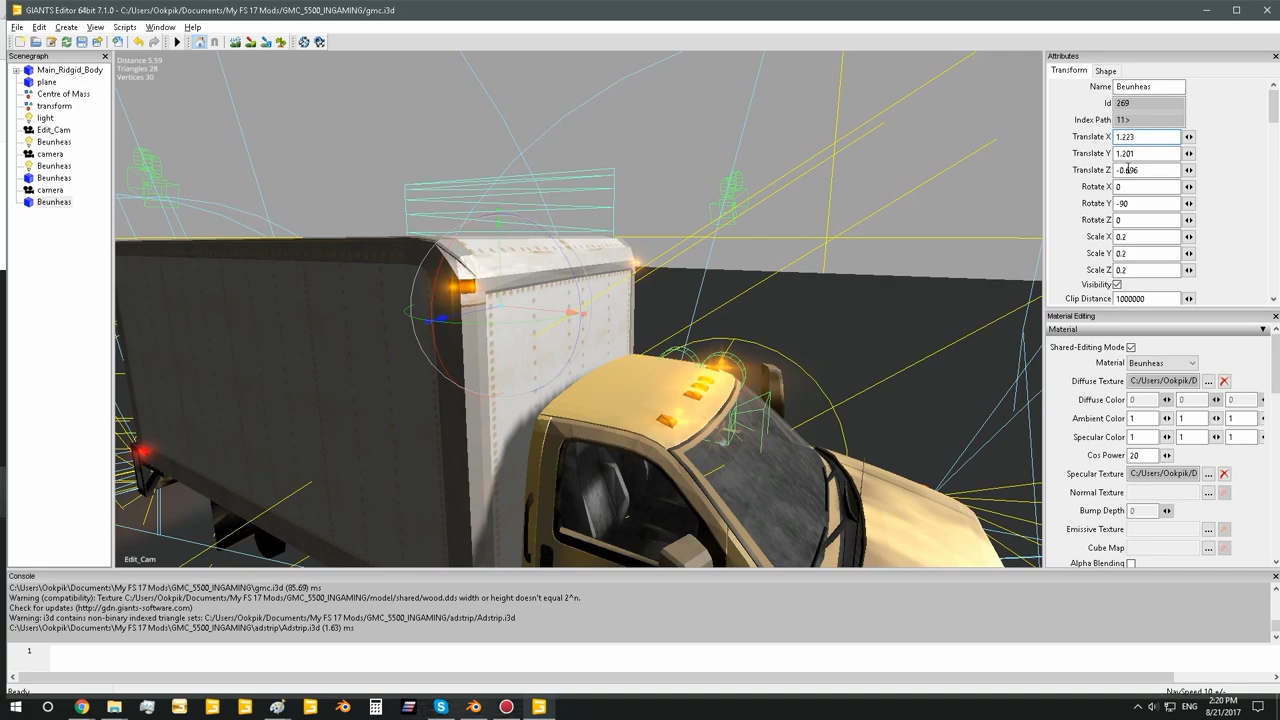 GIANTS Editor 64bit v7.1.0 - C:/Users/Ookpik/Documents/My FS 17 Mods/GMC_5500_INGAMING/gmc.i3d
File Edit Create View Scripts Window Help
Scenegraph
Main_Ridgid_Body
plane
Centre of Mass
transform
light
Edit_Cam
Beunheas
camera
Beunheas
Beunheas
camera
Beunheas
Distance 5.59
Triangles 28
Vertices 30
Edit_Cam
Attributes
Transform Shape
Name Beunheas
Id 269
Index Path 11>
Translate X 1.223
Translate Y 1.201
Translate Z
Rotate X 0
Rotate Y -90
Rotate Z 0
Scale X 0.2
Scale Y 0.2
Scale Z 0.2
Visibility
Clip Distance 1000000
Material Editing
Material
Shared-Editing Mode
Material Beunheas
Diffuse Texture C:/Users/Ookpik/D ...
Diffuse Color 0 0 0
Ambient Color 1 1 1
Specular Color 1 1 1
Cos Power 20
Specular Texture C:/Users/Ookpik/D ...
Normal Texture ...
Bump Depth 0
Emissive Texture ...
Cube Map ...
Alpha Blending
Console
C:\Users\Ookpik\Documents\My FS 17 Mods\GMC_5500_INGAMING\gmc.i3d (85.69) ms
Warning (compatibility): Texture C:/Users/Ookpik/Documents/My FS 17 Mods/GMC_5500_INGAMING/model/shared/wood.dds width or height doesn't equal 2^n.
Check for updates (http://gdn.giants-software.com)
Warning: i3d contains non-binary indexed triangle sets: C:/Users/Ookpik/Documents/My FS 17 Mods/GMC_5500_INGAMING/adstrip/Adstrip.i3d
C:\Users\Ookpik\Documents\My FS 17 Mods\GMC_5500_INGAMING\adstrip\Adstrip.i3d (1.63) ms
1
Ready
NavSpeed 10 +/-
ENG
2:20 PM
8/21/2017